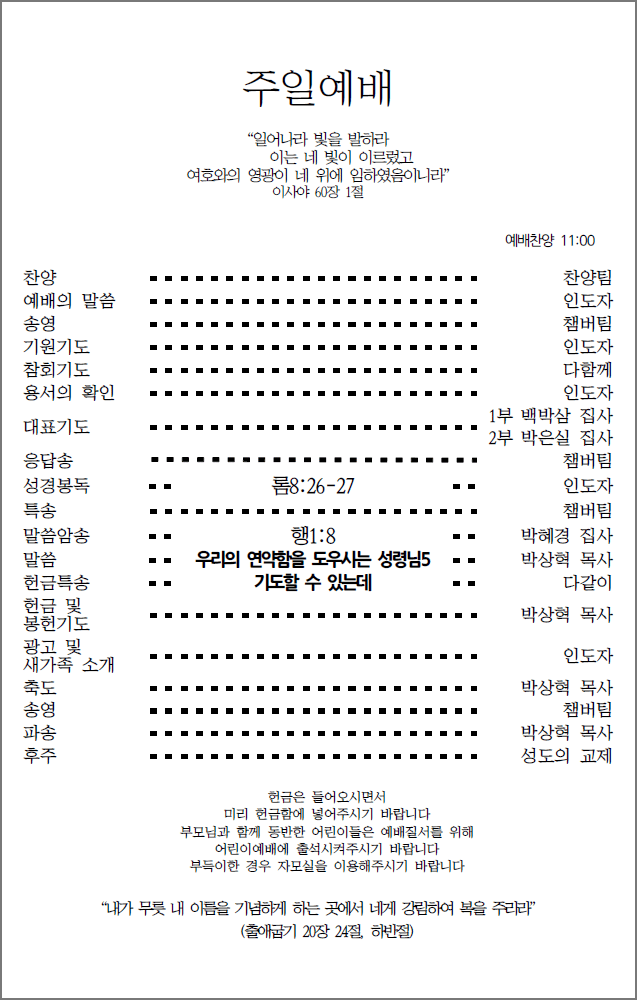 주일예배
“일어나라 빛을 발하라
이는 네 빛이 이르렀고
여호와의 영광이 네 위에 임하였음이니라”
이사야 60장 1절
예배찬양 11:00
찬양 찬양팀
예배의 말씀 인도자
송영 챔버팀
기원기도 인도자
참회기도 다함께
용서의 확인 인도자
대표기도 1부 백박삼 집사
2부 박은실 집사
응답송 챔버팀
성경봉독 롬8:26-27 인도자
특송 챔버팀
말씀암송 행1:8 박혜경 집사
말씀 우리의 연약함을 도우시는 성령님5 박상혁 목사
헌금특송 기도할 수 있는데 다같이
헌금 및
봉헌기도 박상혁 목사
광고 및
새가족 소개 인도자
축도 박상혁 목사
송영 챔버팀
파송 박상혁 목사
후주 성도의 교제
헌금은 들어오시면서
미리 헌금함에 넣어주시기 바랍니다
부모님과 함께 동반한 어린이들은 예배질서를 위해
어린이예배에 출석시켜주시기 바랍니다
부득이한 경우 자모실을 이용해주시기 바랍니다
“내가 무릇 내 이름을 기념하게 하는 곳에서 네게 강림하여 복을 주리라”
(출애굽기 20장 24절, 하반절)